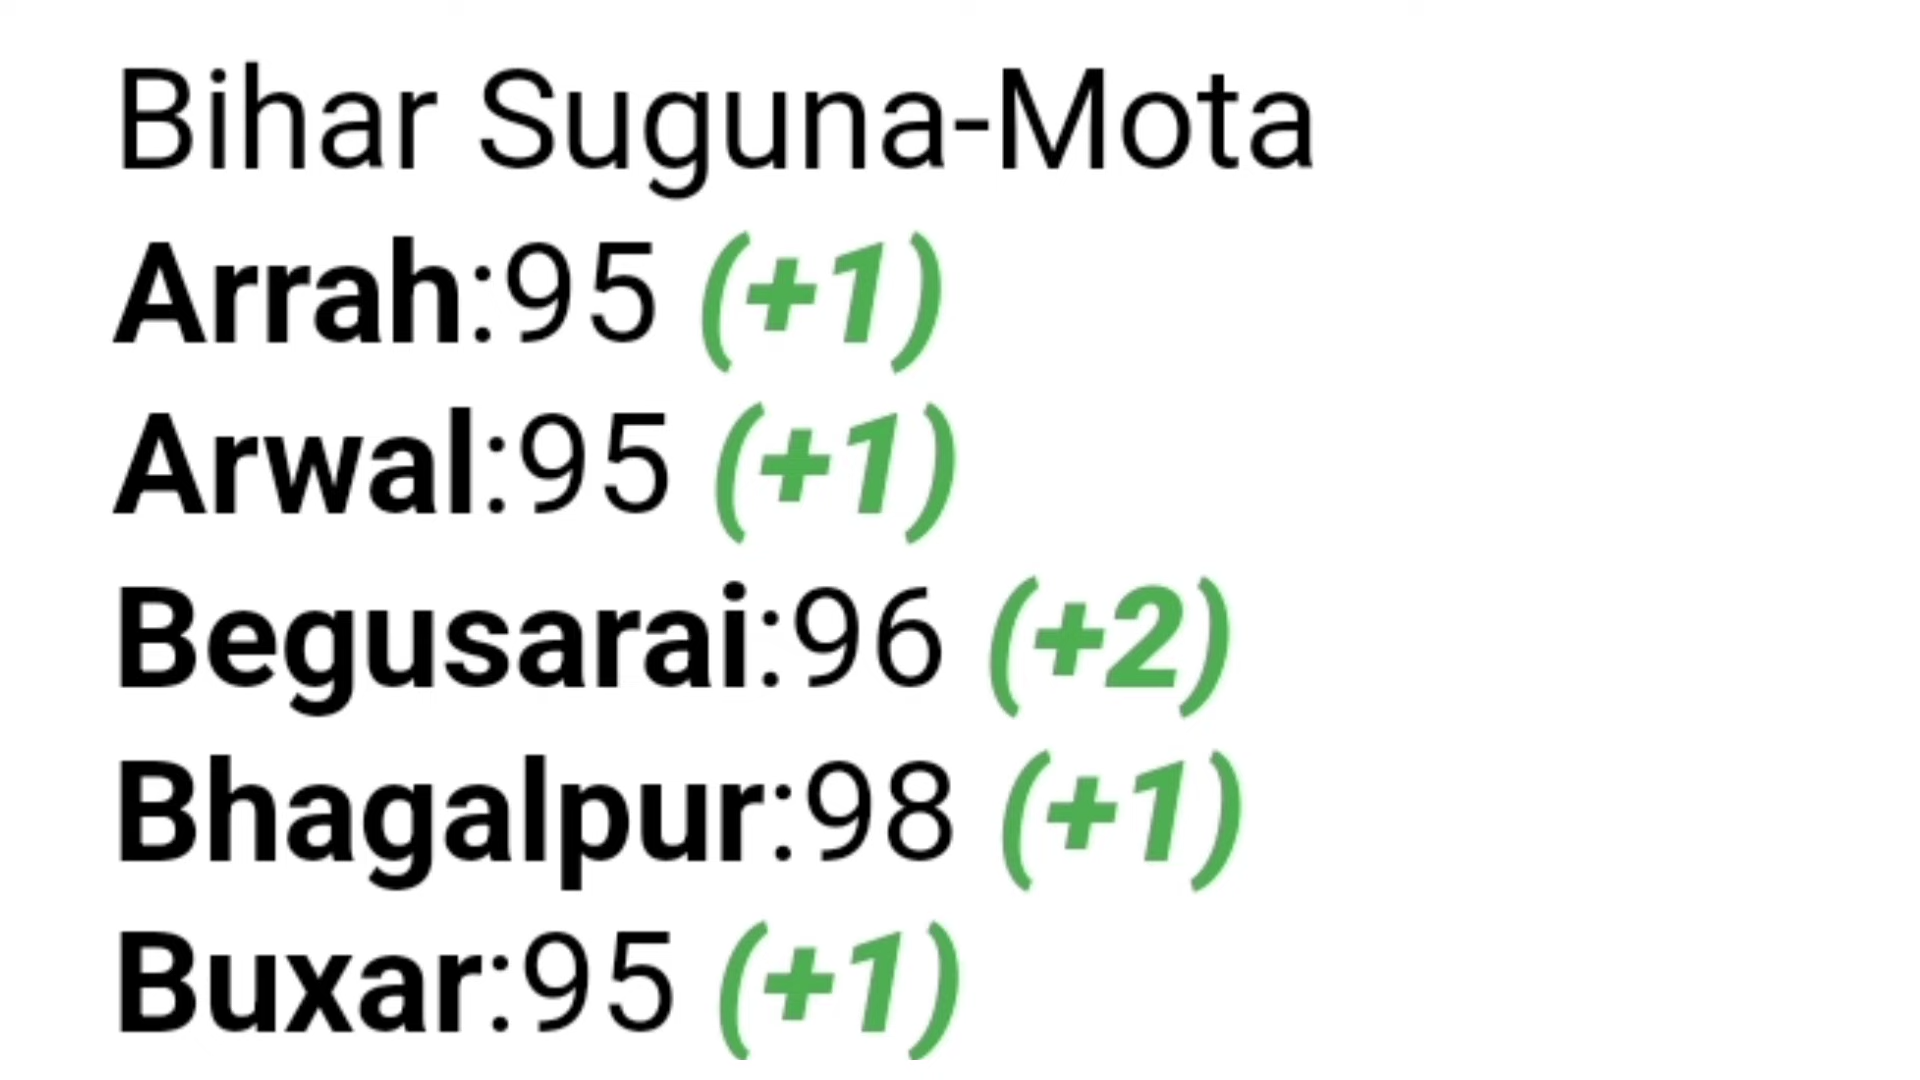 Bihar Suguna-Mota
Arrah:95 (+1)
Arwal:95 (+1)
Begusarai:96 (+2)
Bhagalpur:98 (+1)
Buxar:95 (+1)